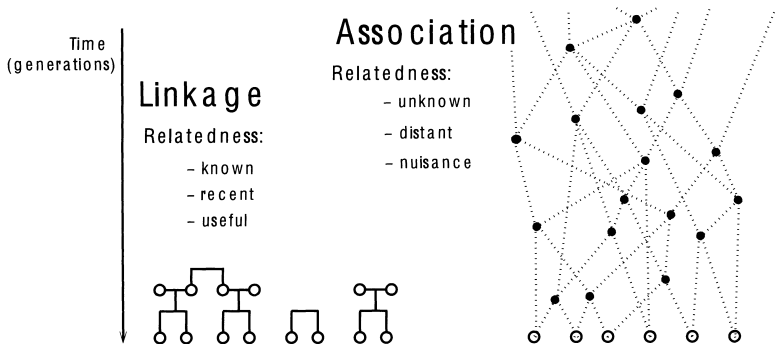 Time
(generations)
Linkage
Relatedness:
– known
– recent
– useful
Association
Relatedness:
– unknown
– distant
– nuisance